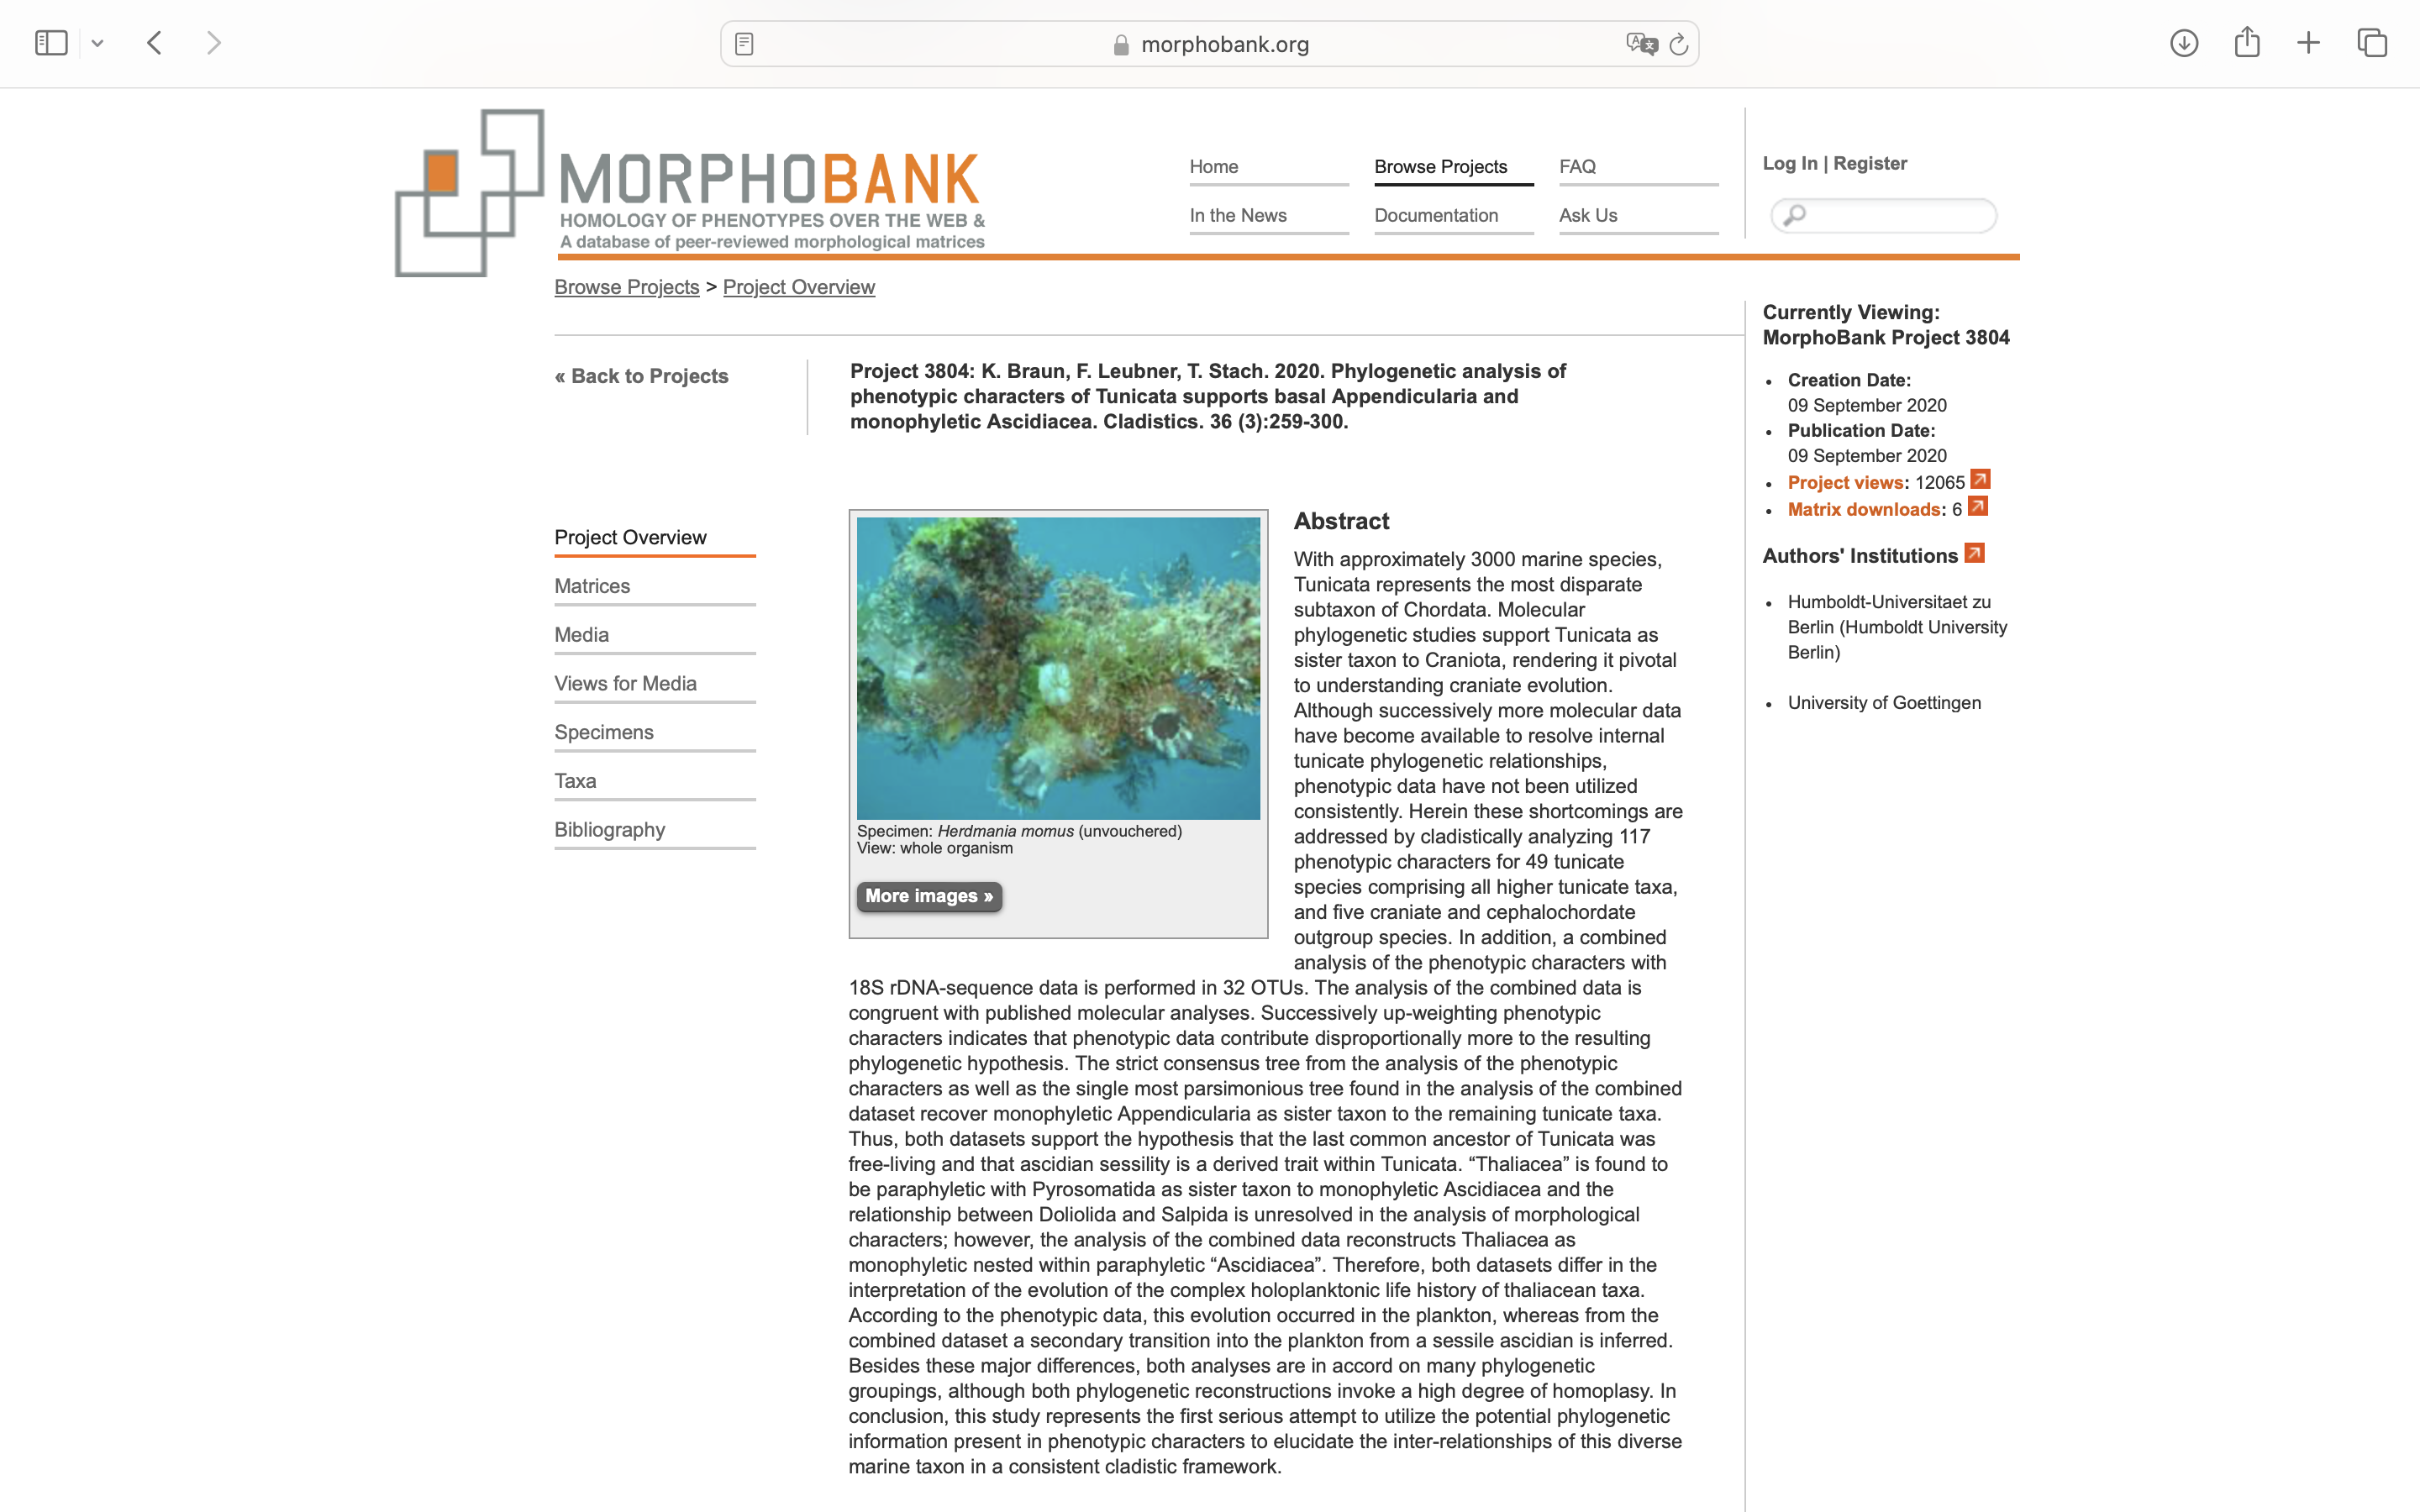 morphobank.org
MORPHOBANK
HOMOLOGY OF PHENOTYPES OVER THE WEB &
A database of peer-reviewed morphological matrices
Home
Browse Projects
FAQ
In the News
Documentation
Ask Us
Log In | Register
Browse Projects > Project Overview
« Back to Projects
Project 3804: K. Braun, F. Leubner, T. Stach. 2020. Phylogenetic analysis of
phenotypic characters of Tunicata supports basal Appendicularia and
monophyletic Ascidiacea. Cladistics. 36 (3):259-300.
Project Overview
Matrices
Media
Views for Media
Specimens
Taxa
Bibliography
Specimen: Herdmania momus (unvouchered)
View: whole organism
More images »
Abstract
With approximately 3000 marine species,
Tunicata represents the most disparate
subtaxon of Chordata. Molecular
phylogenetic studies support Tunicata as
sister taxon to Craniota, rendering it pivotal
to understanding craniate evolution.
Although successively more molecular data
have become available to resolve internal
tunicate phylogenetic relationships,
phenotypic data have not been utilized
consistently. Herein these shortcomings are
addressed by cladistically analyzing 117
phenotypic characters for 49 tunicate
species comprising all higher tunicate taxa,
and five craniate and cephalochordate
outgroup species. In addition, a combined
analysis of the phenotypic characters with
18S rDNA-sequence data is performed in 32 OTUs. The analysis of the combined data is
congruent with published molecular analyses. Successively up-weighting phenotypic
characters indicates that phenotypic data contribute disproportionally more to the resulting
phylogenetic hypothesis. The strict consensus tree from the analysis of the phenotypic
characters as well as the single most parsimonious tree found in the analysis of the combined
dataset recover monophyletic Appendicularia as sister taxon to the remaining tunicate taxa.
Thus, both datasets support the hypothesis that the last common ancestor of Tunicata was
free-living and that ascidian sessility is a derived trait within Tunicata. “Thaliacea” is found to
be paraphyletic with Pyrosomatida as sister taxon to monophyletic Ascidiacea and the
relationship between Doliolida and Salpida is unresolved in the analysis of morphological
characters; however, the analysis of the combined data reconstructs Thaliacea as
monophyletic nested within paraphyletic “Ascidiacea”. Therefore, both datasets differ in the
interpretation of the evolution of the complex holoplanktonic life history of thaliacean taxa.
According to the phenotypic data, this evolution occurred in the plankton, whereas from the
combined dataset a secondary transition into the plankton from a sessile ascidian is inferred.
Besides these major differences, both analyses are in accord on many phylogenetic
groupings, although both phylogenetic reconstructions invoke a high degree of homoplasy. In
conclusion, this study represents the first serious attempt to utilize the potential phylogenetic
information present in phenotypic characters to elucidate the inter-relationships of this diverse
marine taxon in a consistent cladistic framework.
Currently Viewing:
MorphoBank Project 3804
• Creation Date:
09 September 2020
• Publication Date:
09 September 2020
• Project views: 12065
• Matrix downloads: 6
Authors' Institutions
• Humboldt-Universitaet zu
Berlin (Humboldt University
Berlin)
• University of Goettingen